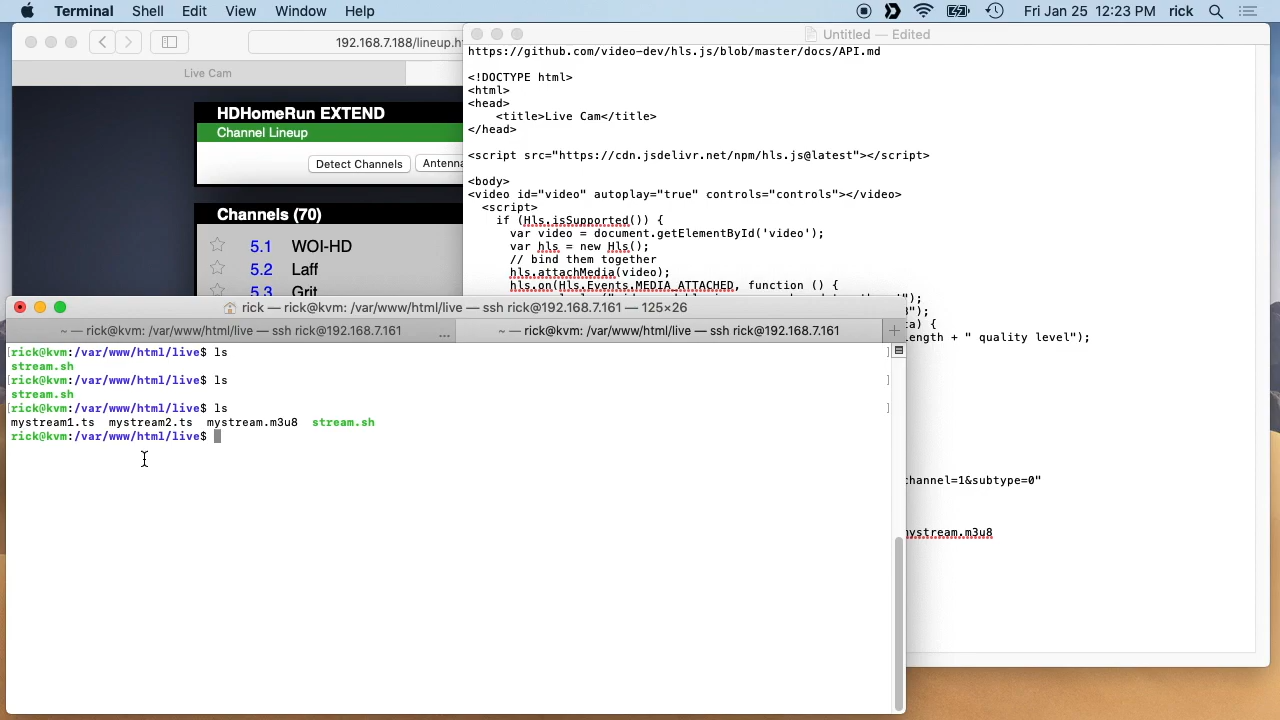 Terminal Shell Edit View Window Help Fri Jan 25 12:23 PM rick
192.168.7.188/lineup.h
Live Cam
HDHomeRun EXTEND
Channel Lineup
Detect Channels Antenna
Channels (70)
5.1 WOI-HD
5.2 Laff
5.3 Grit
Untitled — Edited
https://github.com/video-dev/hls.js/blob/master/docs/API.md
<!DOCTYPE html>
<html>
<head>
<title>Live Cam</title>
</head>
<script src="https://cdn.jsdelivr.net/npm/hls.js@latest"></script>
<body>
<video id="video" autoplay="true" controls="controls"></video>
<script>
if (Hls.isSupported()) {
var video = document.getElementById('video');
var hls = new Hls();
// bind them together
hls.attachMedia(video);
hls.on(Hls.Events.MEDIA_ATTACHED, function () {
");
8");
ta) {
ength + " quality level");
channel=1&subtype=0"
mystream.m3u8
rick — rick@kvm: /var/www/html/live — ssh rick@192.168.7.161 — 125×26
~ — rick@kvm: /var/www/html/live — ssh rick@192.168.7.161 ... ~ — rick@kvm: /var/www/html/live — ssh rick@192.168.7.161 +
[rick@kvm:/var/www/html/live$ ls ]
stream.sh
[rick@kvm:/var/www/html/live$ ls ]
stream.sh
[rick@kvm:/var/www/html/live$ ls ]
mystream1.ts mystream2.ts mystream.m3u8 stream.sh
rick@kvm:/var/www/html/live$